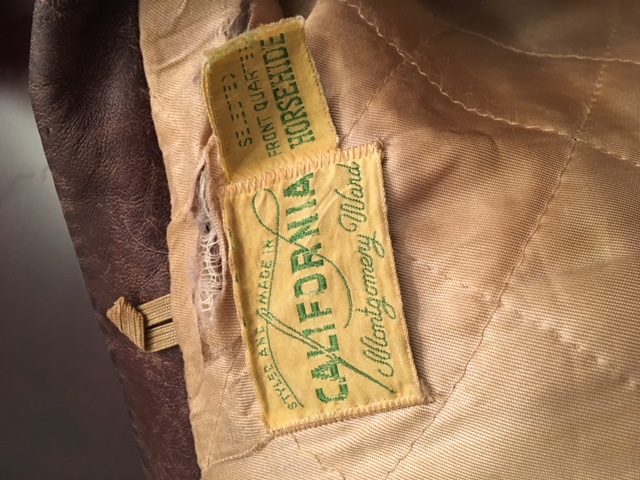 SELECTED
FRONT QUARTER
HORSEHIDE
STYLED AND MADE IN
CALIFORNIA
Montgomery Ward